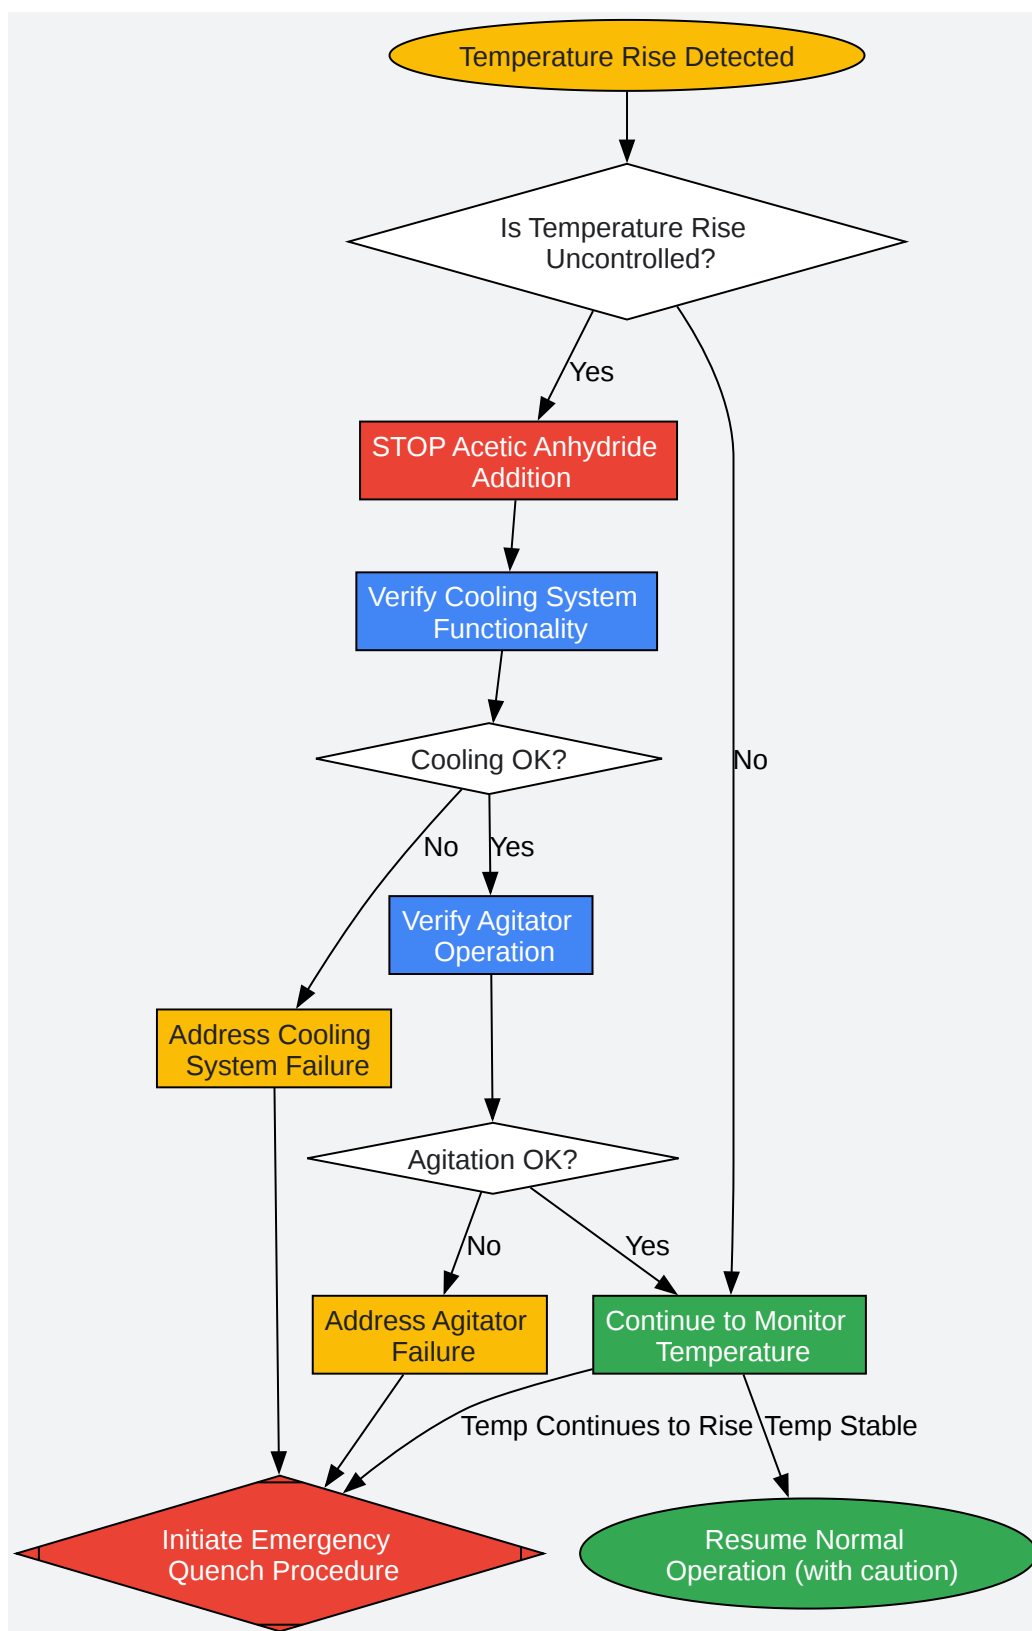 Temperature Rise Detected
Is Temperature Rise
Uncontrolled?
Yes
STOP Acetic Anhydride
Addition
Verify Cooling System
Functionality
Cooling OK?
No
No
Yes
Verify Agitator
Operation
Address Cooling
System Failure
Agitation OK?
No
Yes
Address Agitator
Failure
Continue to Monitor
Temperature
Temp Continues to Rise
Temp Stable
Initiate Emergency
Quench Procedure
Resume Normal
Operation (with caution)